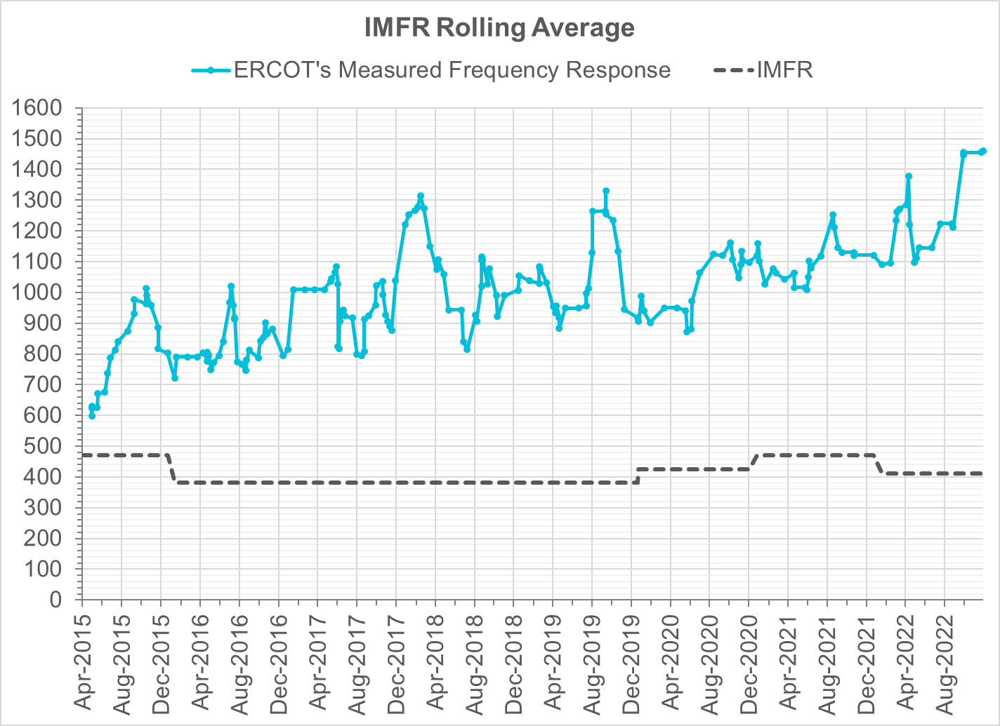 IMFR Rolling Average
ERCOT's Measured Frequency Response IMFR
1600
1500
1400
1300
1200
1100
1000
900
800
700
600
500
400
300
200
100
0
Apr-2015
Aug-2015
Dec-2015
Apr-2016
Aug-2016
Dec-2016
Apr-2017
Aug-2017
Dec-2017
Apr-2018
Aug-2018
Dec-2018
Apr-2019
Aug-2019
Dec-2019
Apr-2020
Aug-2020
Dec-2020
Apr-2021
Aug-2021
Dec-2021
Apr-2022
Aug-2022